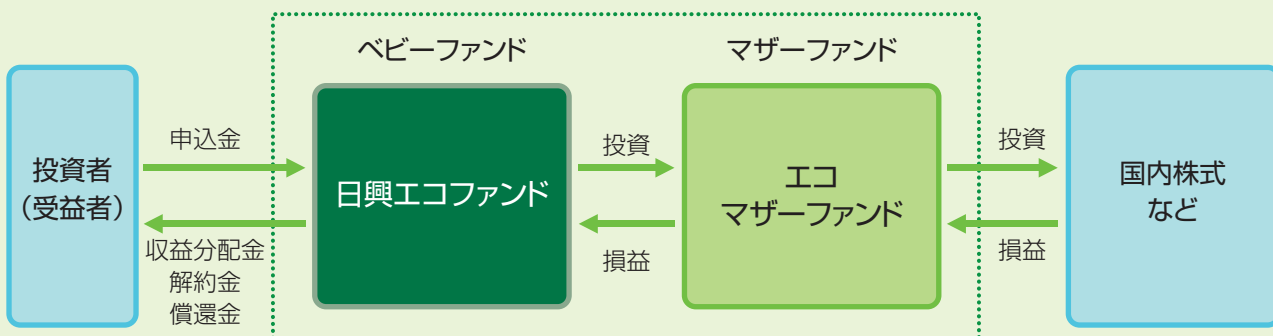 ベビーファンド
マザーファンド
投資者
（受益者）
申込金
収益分配金
解約金
償還金
日興エコファンド
投資
損益
エコ
マザーファンド
投資
損益
国内株式
など